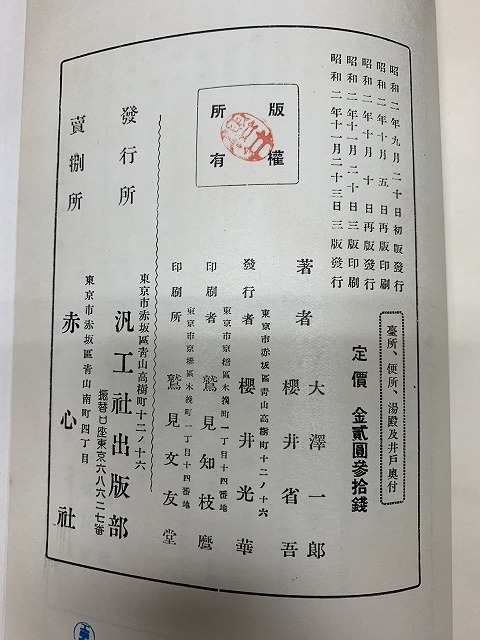 昭和二年九月二十日初版發行
昭和二年十月五日再版印刷
昭和二年十月十日再版發行
昭和二年十一月二十日三版印刷
昭和二年十一月二十三日三版發行
臺所、便所、湯殿及井戶奧付
定價 金貳圓參拾錢
版權所有
著者 大澤一郎
櫻井省吾
東京市赤坂區靑山高樹町十二ノ十六
發行者 櫻井光華
東京市京橋區木挽町一丁目十四番地
印刷者 鷲見知枝麿
東京市京橋區木挽町一丁目十四番地
印刷所 鷲見文友堂
東京市赤坂區靑山高樹町十二ノ十六
發行所 汎工社出版部
振替口座東京六八六二七番
東京市赤坂區靑山南町四丁目
賣捌所 赤心社